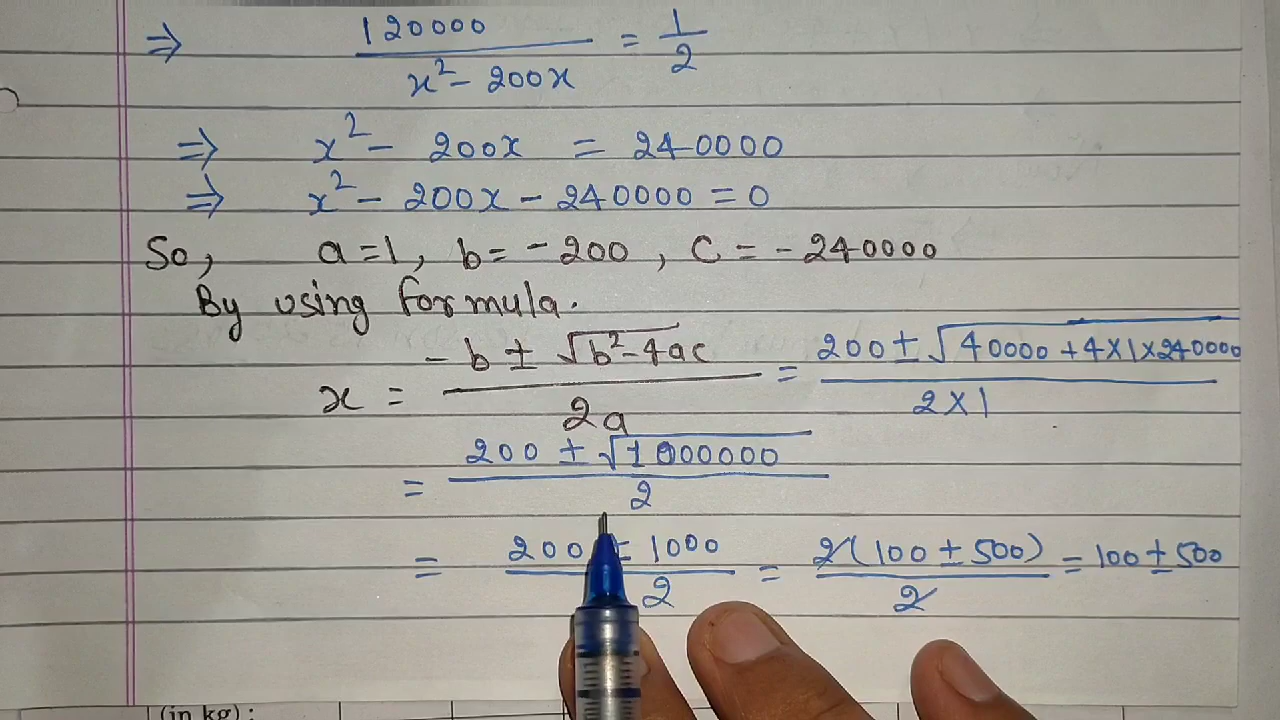 ⇒ 120000 / (x² - 200x) = 1/2
⇒ x² - 200x = 240000
⇒ x² - 200x - 240000 = 0
So, a = 1, b = - 200, c = - 240000
By using formula.
x = (- b ± √(b² - 4ac)) / 2a = (200 ± √(40000 + 4 × 1 × 240000)) / (2 × 1)
= (200 ± √1000000) / 2
= (200 ± 1000) / 2 = 2(100 ± 500) / 2 = 100 ± 500
(in kg) :